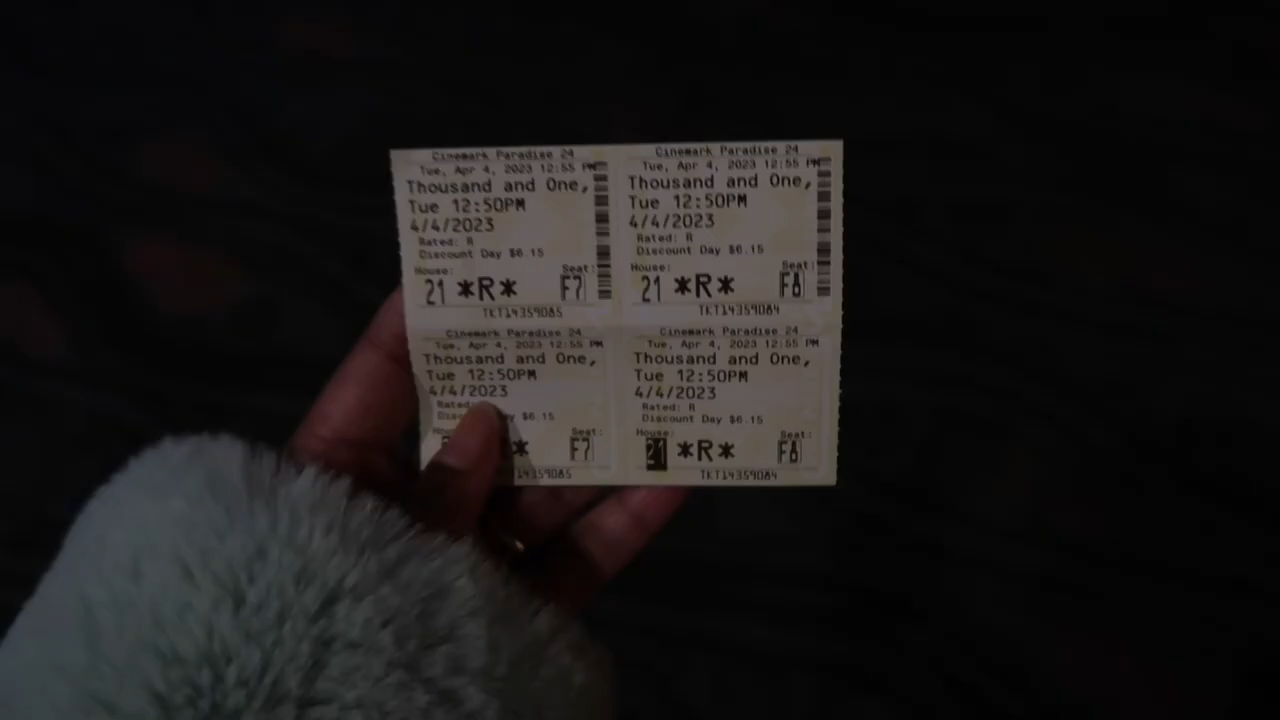 Cinemark Paradise 24
Tue, Apr 4, 2023 12:55 PM
Thousand and One,
Tue 12:50PM
4/4/2023
Rated: R
Discount Day $6.15
House: Seat:
21 *R* F7
TKT14359085
Cinemark Paradise 24
Tue, Apr 4, 2023 12:55 PM
Thousand and One,
Tue 12:50PM
4/4/2023
Rated: R
Discount Day $6.15
House: Seat:
21 *R* F8
TKT14359084
Cinemark Paradise 24
Tue, Apr 4, 2023 12:55 PM
Thousand and One,
Tue 12:50PM
4/4/2023
Rated:
$6.15
Seat:
* F7
14359085
Cinemark Paradise 24
Tue, Apr 4, 2023 12:55 PM
Thousand and One,
Tue 12:50PM
4/4/2023
Rated: R
Discount Day $6.15
House: Seat:
21 *R* F8
TKT14359084